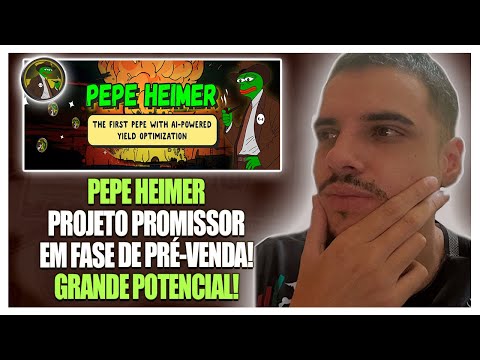 PEPE HEIMER
THE FIRST PEPE WITH AI-POWERED
YIELD OPTIMIZATION
PEPE HEIMER
PROJETO PROMISSOR
EM FASE DE PRÉ-VENDA!
GRANDE POTENCIAL!